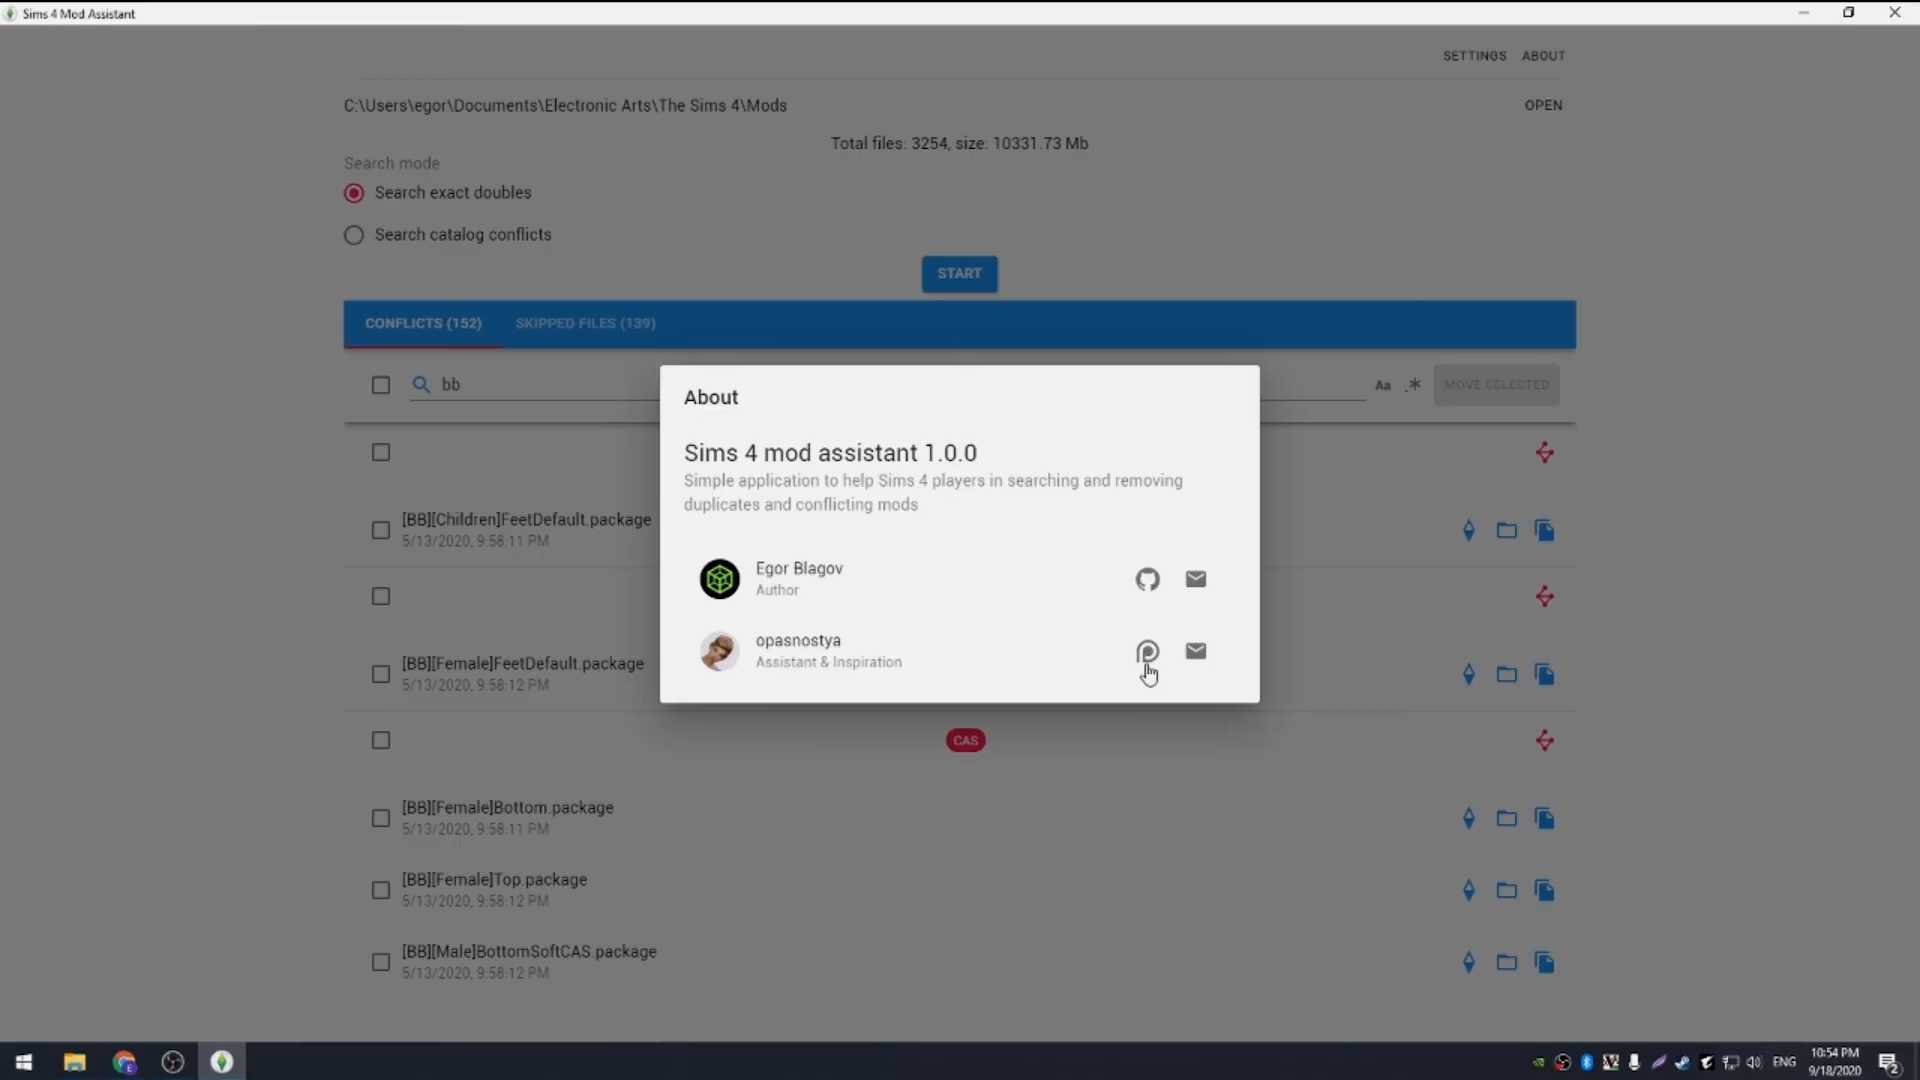 Sims 4 Mod Assistant
SETTINGS ABOUT
C:\Users\egor\Documents\Electronic Arts\The Sims 4\Mods OPEN
Total files: 3254, size: 10331.73 Mb
Search mode
Search exact doubles
Search catalog conflicts
START
CONFLICTS (152) SKIPPED FILES (139)
bb Aa .* MOVE SELECTED
About
Sims 4 mod assistant 1.0.0
Simple application to help Sims 4 players in searching and removing
duplicates and conflicting mods
Egor Blagov
Author
opasnostya
Assistant & Inspiration
[BB][Children]FeetDefault.package
5/13/2020, 9:58:11 PM
[BB][Female]FeetDefault.package
5/13/2020, 9:58:12 PM
CAS
[BB][Female]Bottom.package
5/13/2020, 9:58:11 PM
[BB][Female]Top.package
5/13/2020, 9:58:12 PM
[BB][Male]BottomSoftCAS.package
5/13/2020, 9:58:12 PM
ENG
10:54 PM
9/18/2020
2